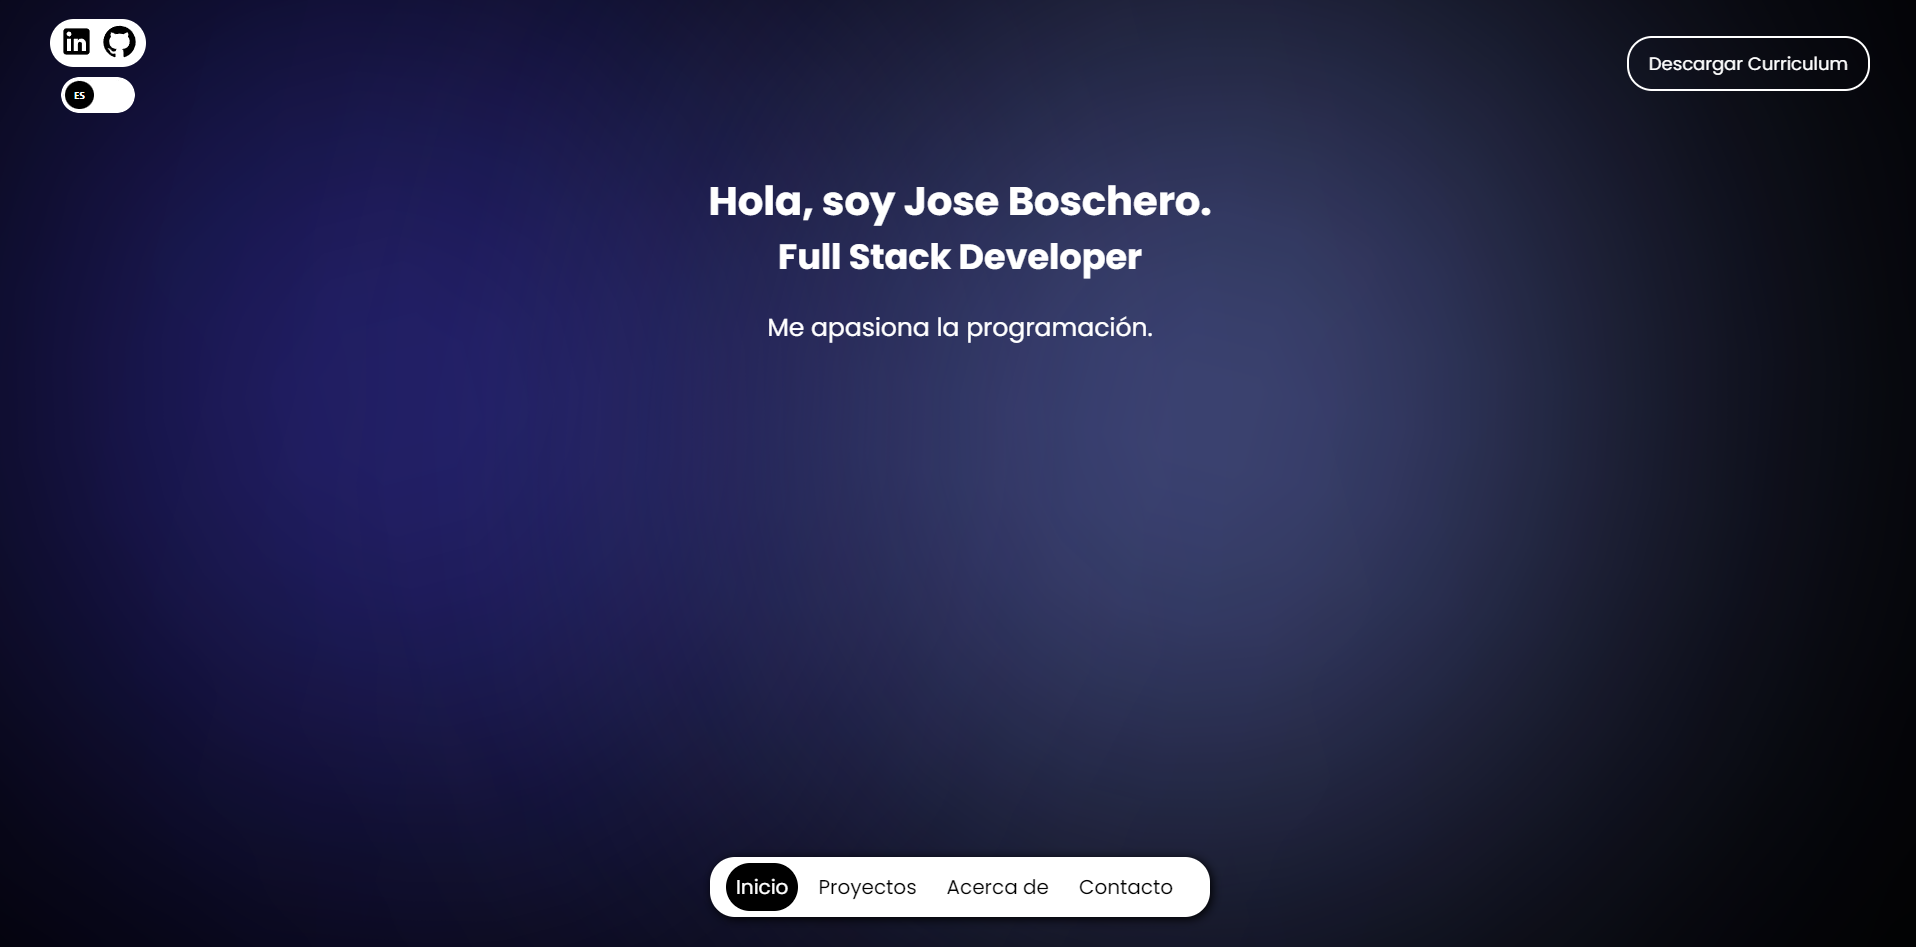 in
ES
Descargar Curriculum
Hola, soy Jose Boschero.
Full Stack Developer
Me apasiona la programación.
Inicio Proyectos Acerca de Contacto